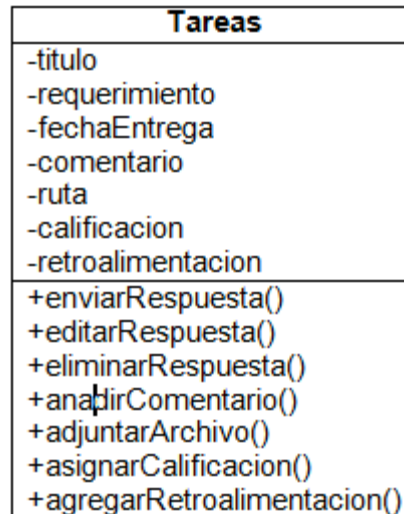 Tareas
-titulo
-requerimiento
-fechaEntrega
-comentario
-ruta
-calificacion
-retroalimentacion
+enviarRespuesta()
+editarRespuesta()
+eliminarRespuesta()
+anadirComentario()
+adjuntarArchivo()
+asignarCalificacion()
+agregarRetroalimentacion()